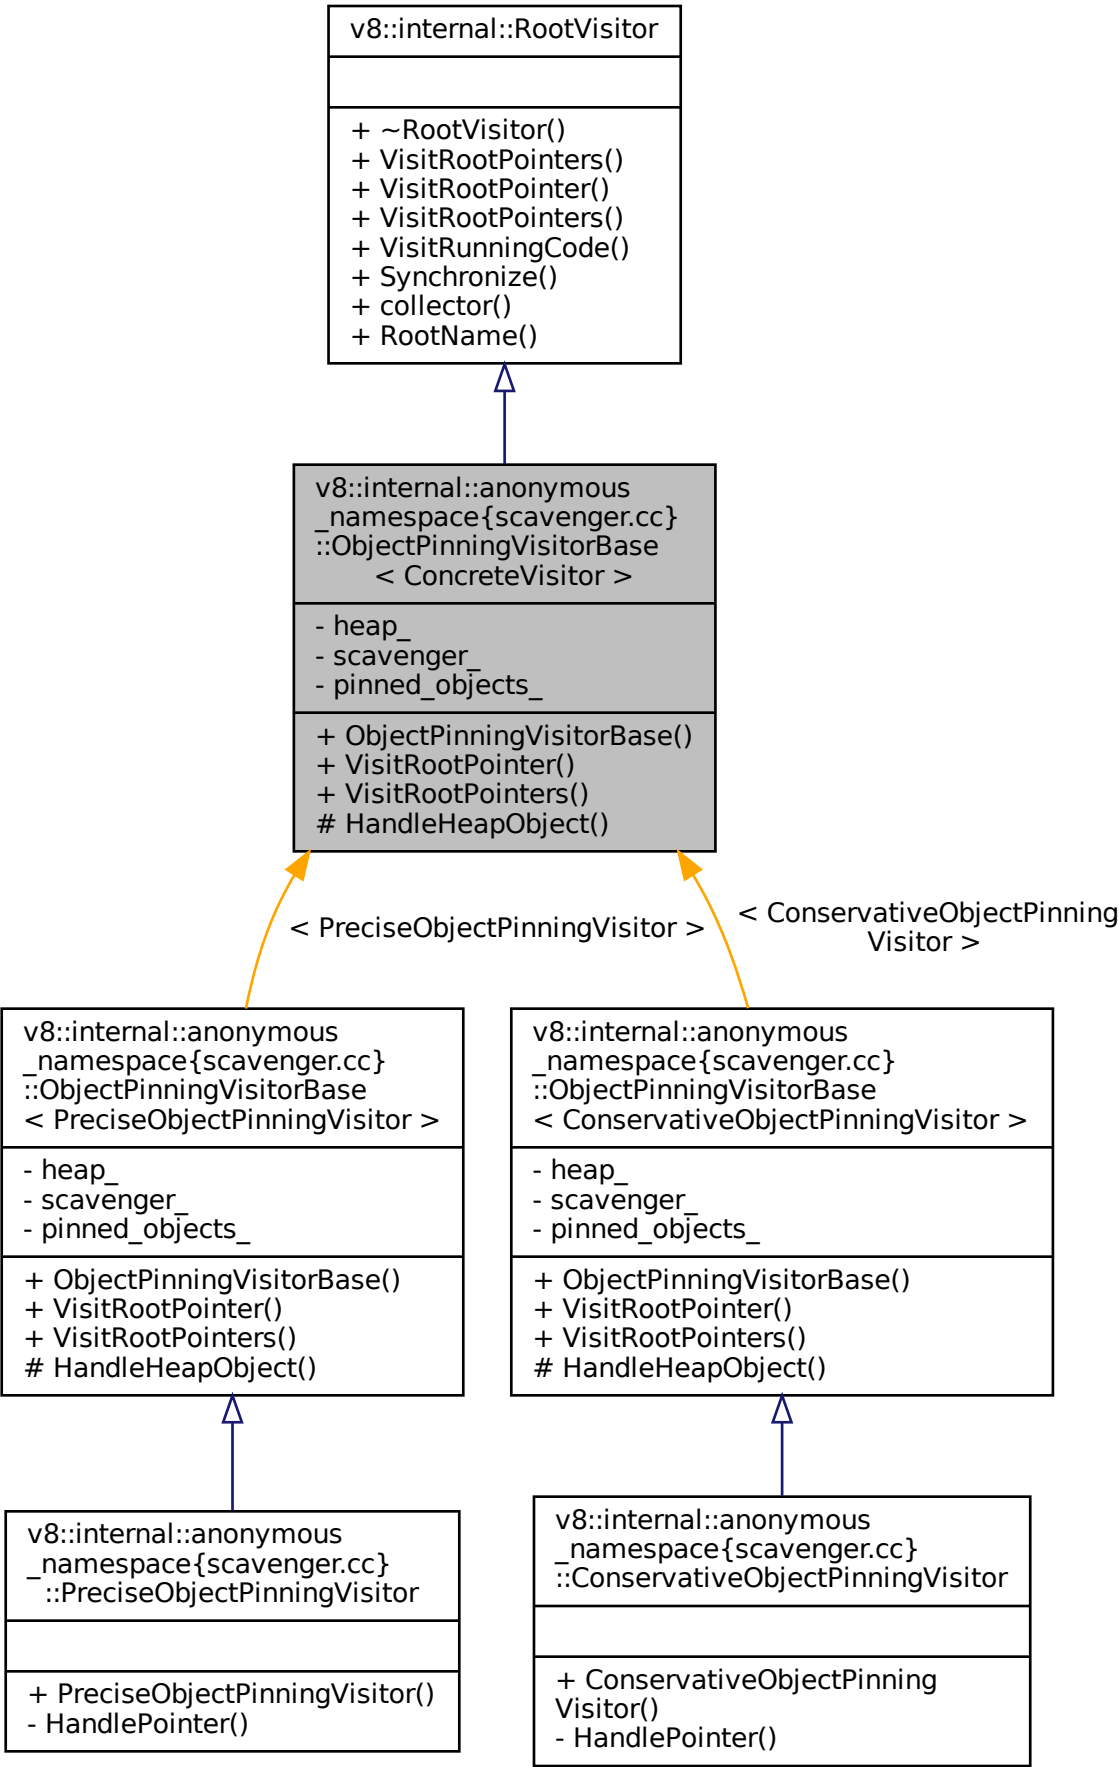 v8::internal::RootVisitor
+ ~RootVisitor()
+ VisitRootPointers()
+ VisitRootPointer()
+ VisitRootPointers()
+ VisitRunningCode()
+ Synchronize()
+ collector()
+ RootName()
v8::internal::anonymous
_namespace{scavenger.cc}
::ObjectPinningVisitorBase
< ConcreteVisitor >
- heap_
- scavenger_
- pinned_objects_
+ ObjectPinningVisitorBase()
+ VisitRootPointer()
+ VisitRootPointers()
# HandleHeapObject()
< PreciseObjectPinningVisitor >
< ConservativeObjectPinning
Visitor >
v8::internal::anonymous
_namespace{scavenger.cc}
::ObjectPinningVisitorBase
< PreciseObjectPinningVisitor >
- heap_
- scavenger_
- pinned_objects_
+ ObjectPinningVisitorBase()
+ VisitRootPointer()
+ VisitRootPointers()
# HandleHeapObject()
v8::internal::anonymous
_namespace{scavenger.cc}
::ObjectPinningVisitorBase
< ConservativeObjectPinningVisitor >
- heap_
- scavenger_
- pinned_objects_
+ ObjectPinningVisitorBase()
+ VisitRootPointer()
+ VisitRootPointers()
# HandleHeapObject()
v8::internal::anonymous
_namespace{scavenger.cc}
::PreciseObjectPinningVisitor
+ PreciseObjectPinningVisitor()
- HandlePointer()
v8::internal::anonymous
_namespace{scavenger.cc}
::ConservativeObjectPinningVisitor
+ ConservativeObjectPinning
Visitor()
- HandlePointer()